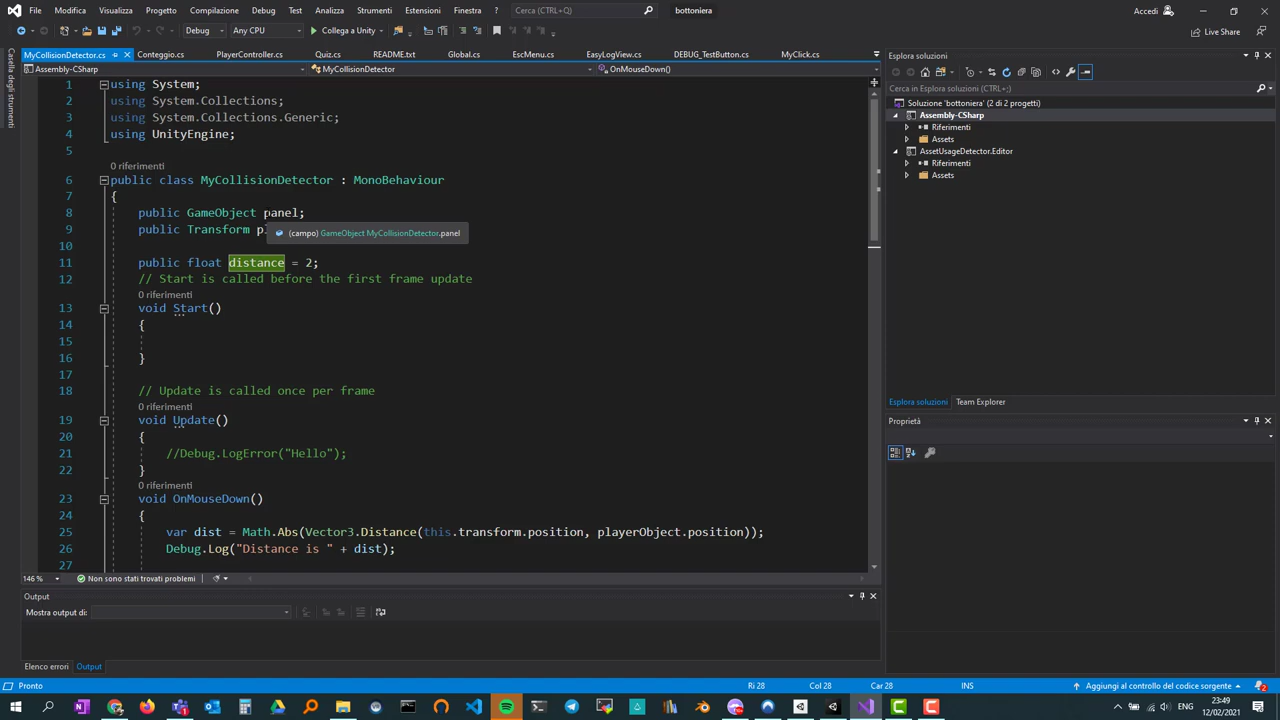 File Modifica Visualizza Progetto Compilazione Debug Test Analizza Strumenti Estensioni Finestra ? Cerca (CTRL+Q) bottoniera Accedi
Debug Any CPU Collega a Unity Live Share
MyCollisionDetector.cs Conteggio.cs PlayerController.cs Quiz.cs README.txt Global.cs EscMenu.cs EasyLogView.cs DEBUG_TestButton.cs MyClick.cs
Assembly-CSharp MyCollisionDetector OnMouseDown()
Casella degli strumenti
1 using System;
2 using System.Collections;
3 using System.Collections.Generic;
4 using UnityEngine;
5
0 riferimenti
6 public class MyCollisionDetector : MonoBehaviour
7 {
8 public GameObject panel;
9 public Transform
(campo) GameObject MyCollisionDetector.panel
10
11 public float distance = 2;
12 // Start is called before the first frame update
0 riferimenti
13 void Start()
14 {
15
16 }
17
18 // Update is called once per frame
0 riferimenti
19 void Update()
20 {
21 //Debug.LogError("Hello");
22 }
0 riferimenti
23 void OnMouseDown()
24 {
25 var dist = Math.Abs(Vector3.Distance(this.transform.position, playerObject.position));
26 Debug.Log("Distance is " + dist);
27
146 % Non sono stati trovati problemi
Output
Mostra output di:
Elenco errori Output
Esplora soluzioni
Cerca in Esplora soluzioni (CTRL+;)
Soluzione 'bottoniera' (2 di 2 progetti)
Assembly-CSharp
Riferimenti
Assets
AssetUsageDetector.Editor
Riferimenti
Assets
Esplora soluzioni Team Explorer
Proprietà
Pronto Ri 28 Col 28 Car 28 INS Aggiungi al controllo del codice sorgente 2
ENG 23:49
12/02/2021